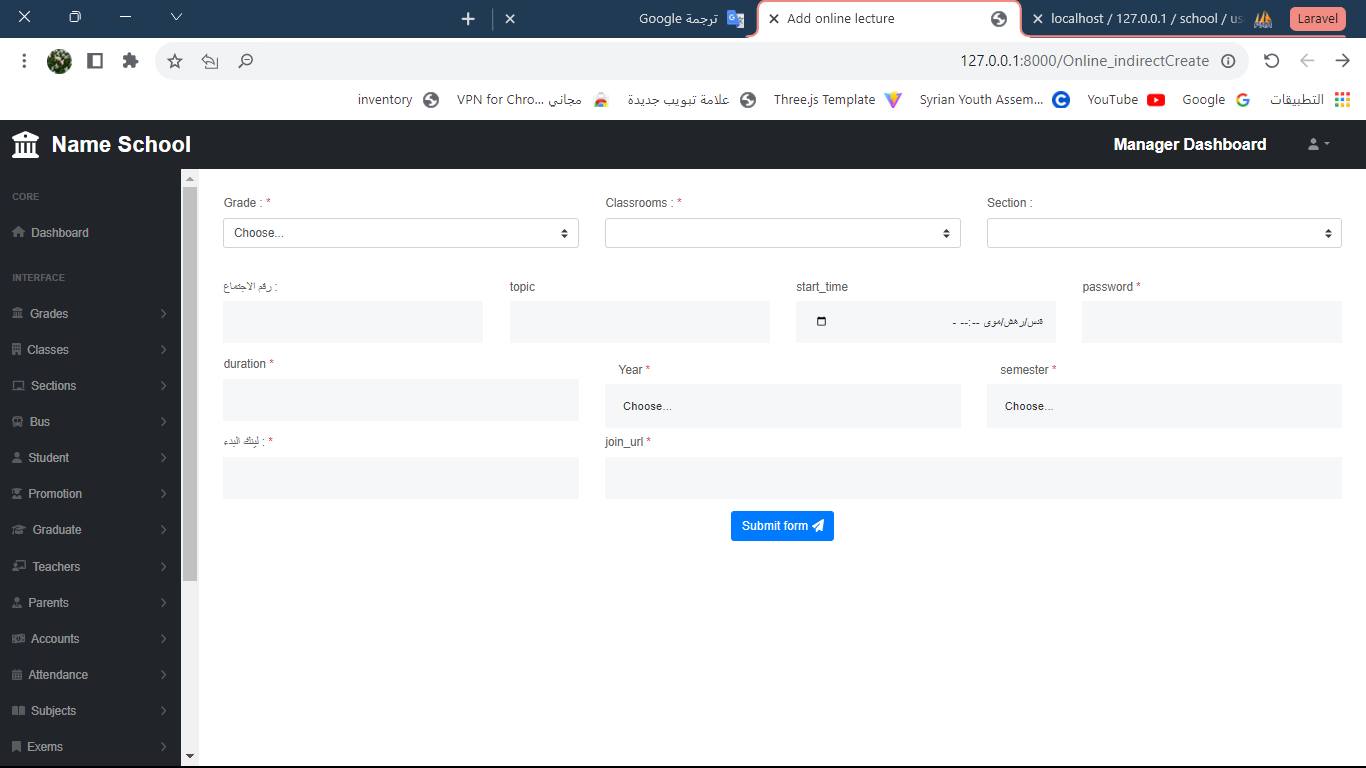 Google ترجمة
Add online lecture
localhost / 127.0.0.1 / school / us
Laravel
127.0.0.1:8000/Online_indirectCreate
inventory
VPN for Chro... مجاني
علامة تبويب جديدة
Three.js Template
Syrian Youth Assem...
YouTube
Google
التطبيقات
Name School
Manager Dashboard
CORE
Dashboard
INTERFACE
Grades
Classes
Sections
Bus
Student
Promotion
Graduate
Teachers
Parents
Accounts
Attendance
Subjects
Exems
Grade : *
Classrooms : *
Section :
Choose...
رقم الاجتماع :
topic
start_time
password *
قدس/رهش/موي --:-- -
duration *
Year *
semester *
Choose...
Choose...
لينك البدء : *
join_url *
Submit form